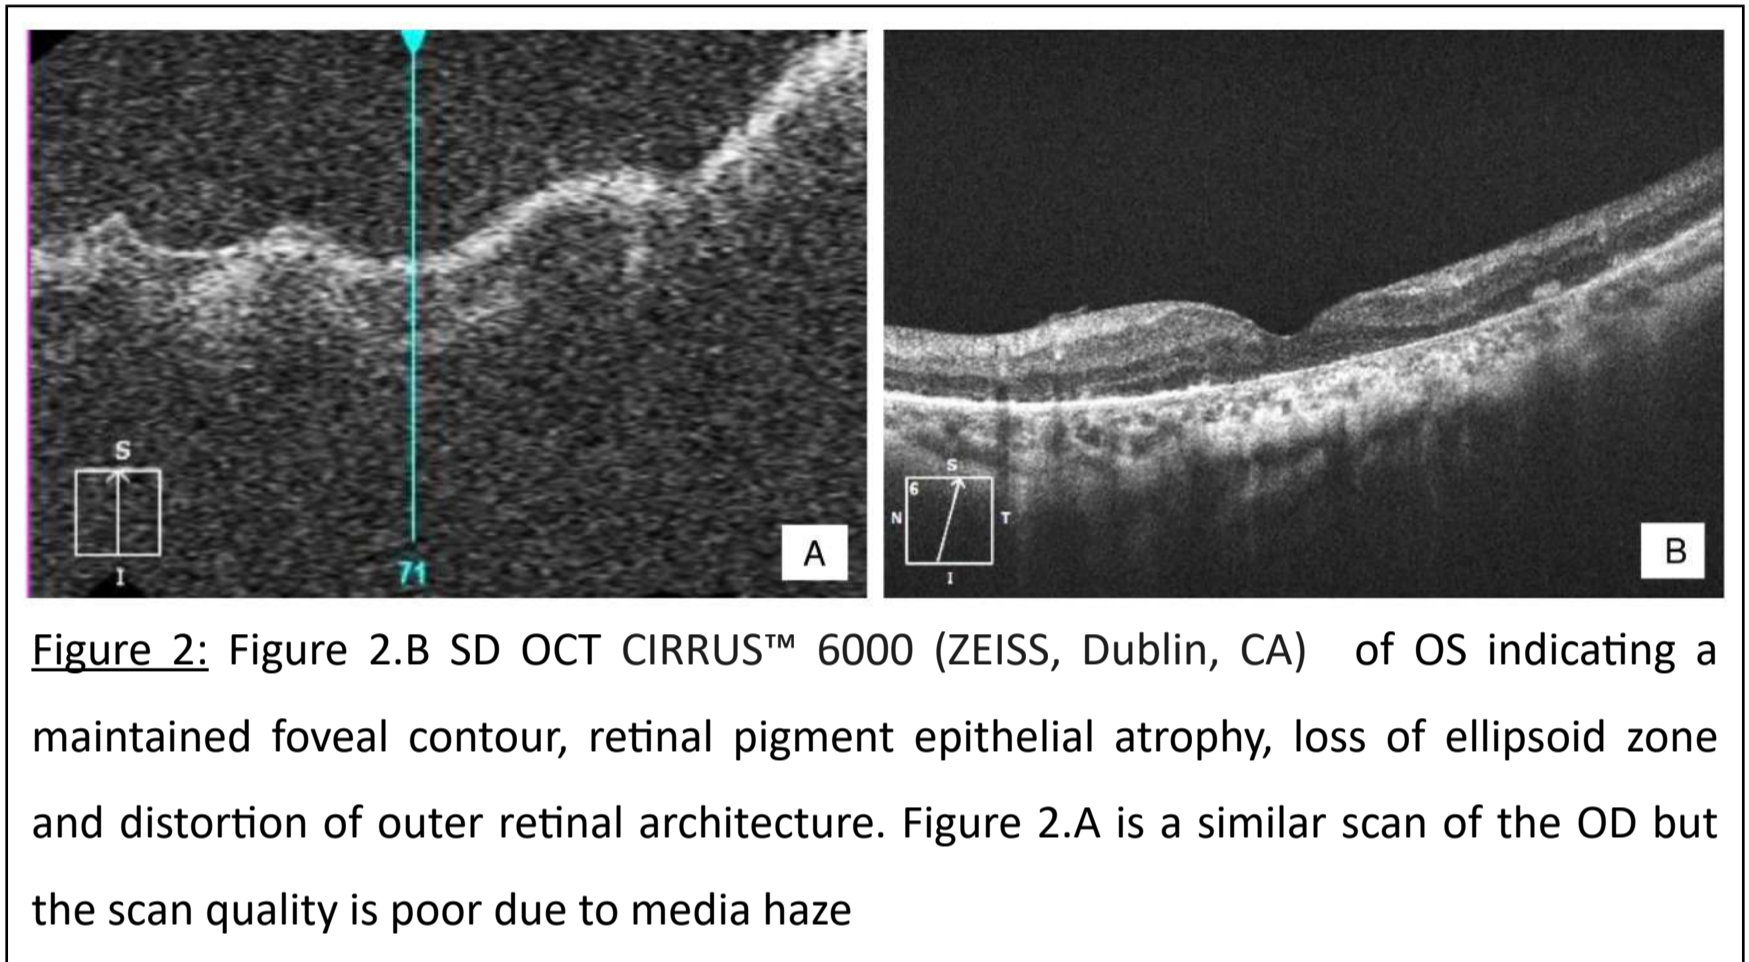 S
I
71
A
6
S
N
T
I
B
Figure 2: Figure 2.B SD OCT CIRRUS™ 6000 (ZEISS, Dublin, CA) of OS indicating a
maintained foveal contour, retinal pigment epithelial atrophy, loss of ellipsoid zone
and distortion of outer retinal architecture. Figure 2.A is a similar scan of the OD but
the scan quality is poor due to media haze